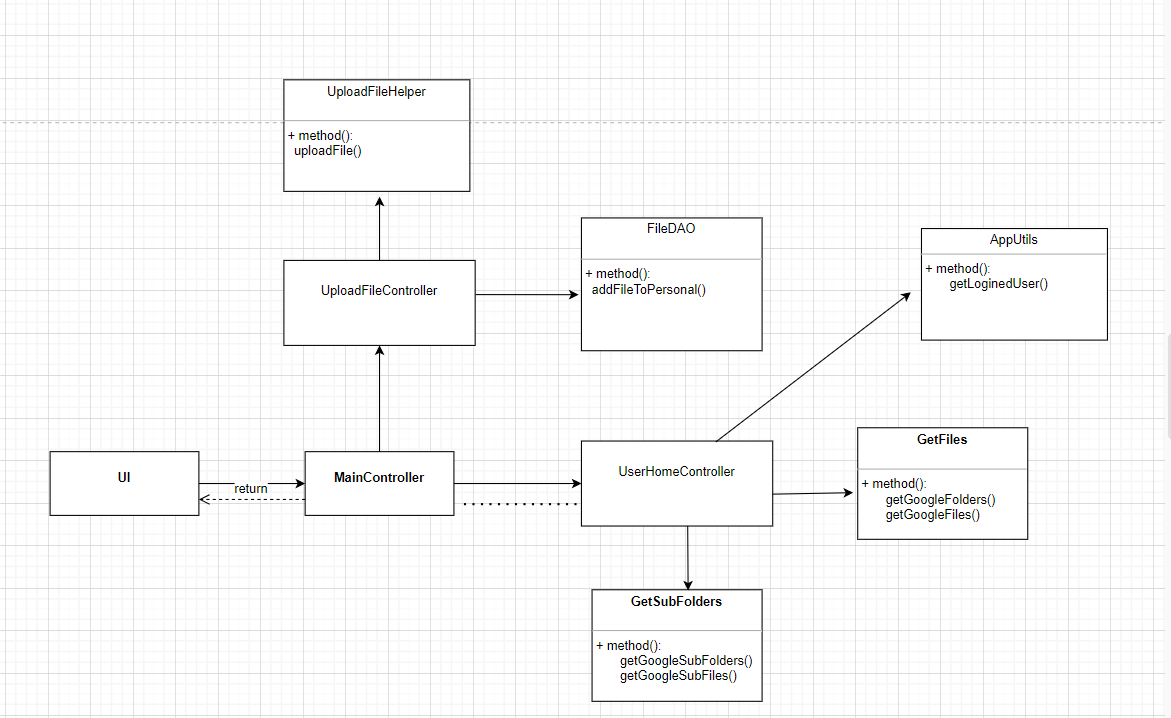 UploadFileHelper
+ method():
uploadFile()
UploadFileController
FileDAO
+ method():
addFileToPersonal()
AppUtils
+ method():
getLoginedUser()
UI
return
MainController
UserHomeController
GetFiles
+ method():
getGoogleFolders()
getGoogleFiles()
GetSubFolders
+ method():
getGoogleSubFolders()
getGoogleSubFiles()